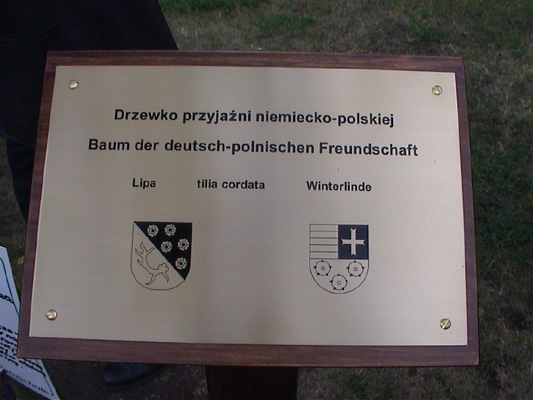 Drzewko przyjaźni niemiecko-polskiej
Baum der deutsch-polnischen Freundschaft
Lipa tilia cordata Winterlinde